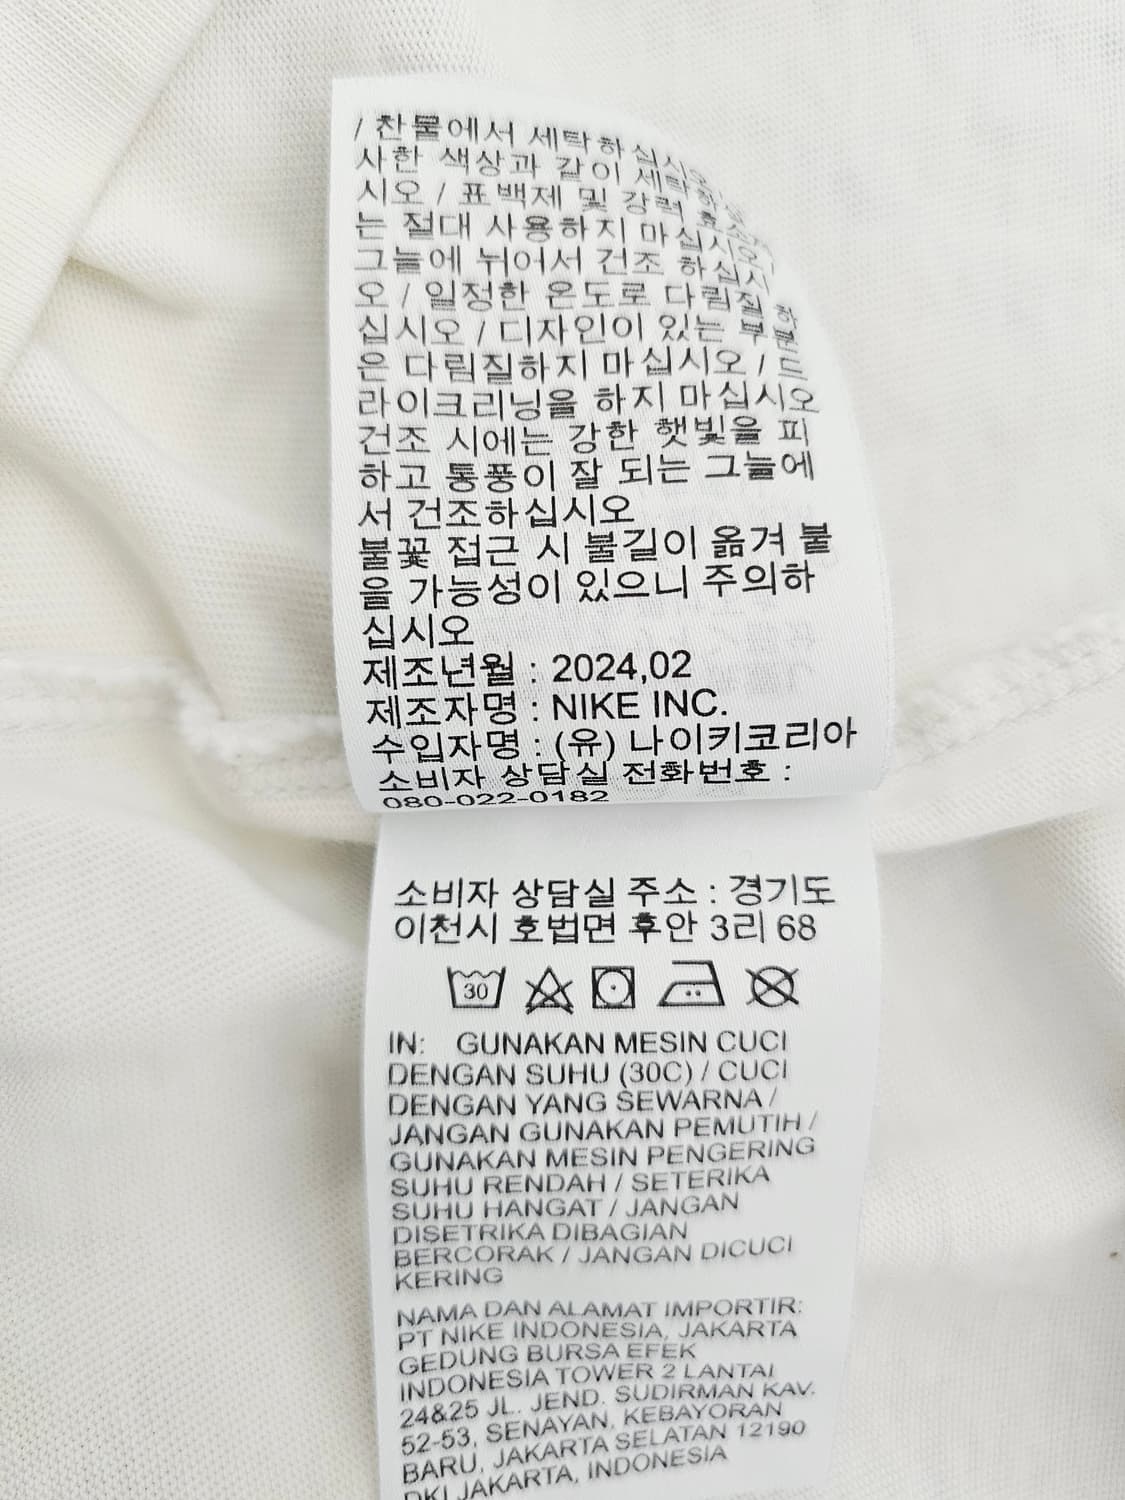 / 찬물에서 세탁하십시오
사한 색상과 같이 세탁하
시오 / 표백제 및 강력 효소
는 절대 사용하지 마십시오
그늘에 뉘어서 건조 하십시
오 / 일정한 온도로 다림질 하
십시오 / 디자인이 있는 부분
은 다림질하지 마십시오 / 드
라이크리닝을 하지 마십시오
건조 시에는 강한 햇빛을 피
하고 통풍이 잘 되는 그늘에
서 건조하십시오
불꽃 접근 시 불길이 옮겨 붙
을 가능성이 있으니 주의하
십시오
제조년월 : 2024,02
제조자명 : NIKE INC.
수입자명 : (유) 나이키코리아
소비자 상담실 전화번호 :
080-022-0182
소비자 상담실 주소 : 경기도
이천시 호법면 후안 3리 68
30
IN: GUNAKAN MESIN CUCI
DENGAN SUHU (30C) / CUCI
DENGAN YANG SEWARNA /
JANGAN GUNAKAN PEMUTIH /
GUNAKAN MESIN PENGERING
SUHU RENDAH / SETERIKA
SUHU HANGAT / JANGAN
DISETRIKA DIBAGIAN
BERCORAK / JANGAN DICUCI
KERING
NAMA DAN ALAMAT IMPORTIR:
PT NIKE INDONESIA, JAKARTA
GEDUNG BURSA EFEK
INDONESIA TOWER 2 LANTAI
24&25 JL. JEND. SUDIRMAN KAV.
52-53, SENAYAN, KEBAYORAN
BARU, JAKARTA SELATAN 12190
DKI JAKARTA, INDONESIA